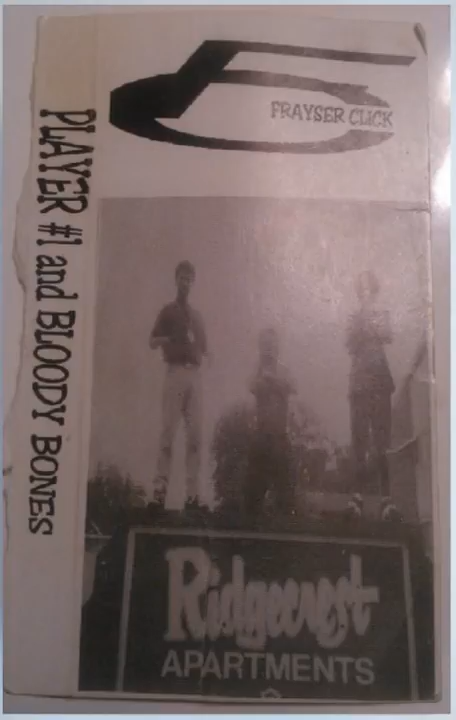 FRAYSER CLICK
PLAYER #1 and BLOODY BONES
Ridgecrest
APARTMENTS